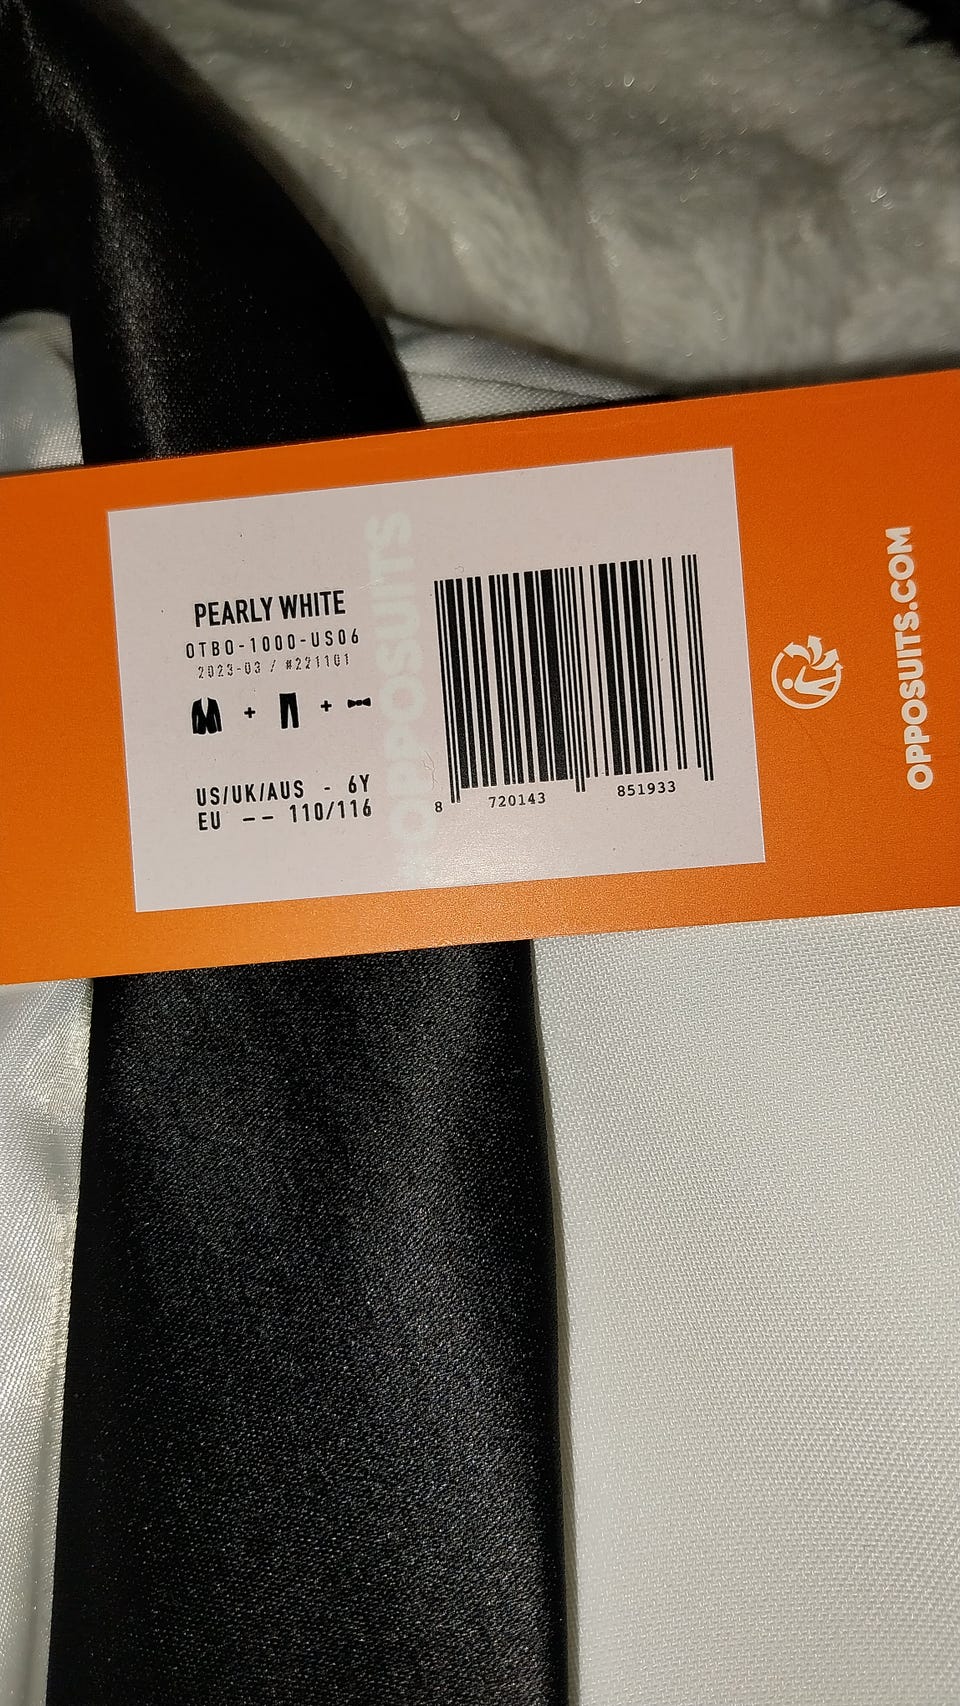 PEARLY WHITE
OTBO-1000-US06
2023-03 / #221101
+ +
US/UK/AUS - 6Y
EU -- 110/116
#OPPOSUITS
8 720143 851933
OPPOSUITS.COM